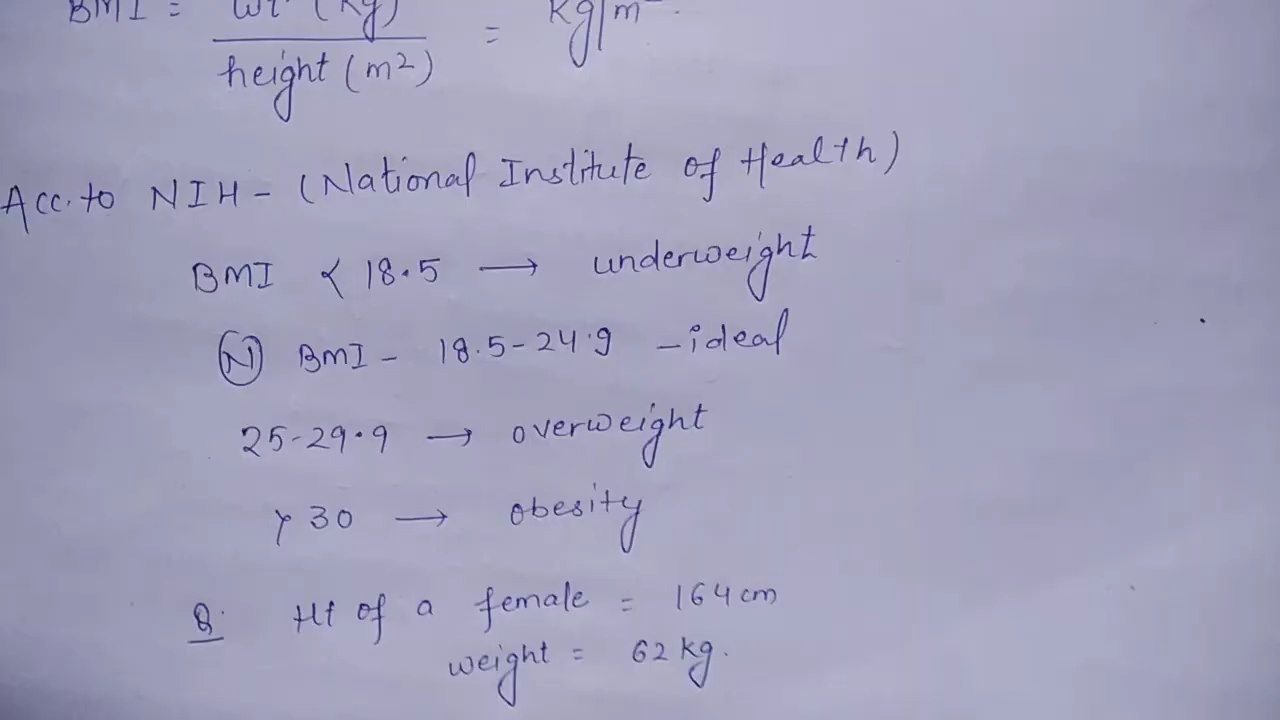 BMI = wt (kg) / height (m²) = kg/m²
Acc. to NIH - (National Institute of Health)
BMI < 18.5 → underweight
(N) BMI - 18.5-24.9 - ideal
25-29.9 → overweight
> 30 → obesity
Q. Ht of a female = 164 cm
weight = 62 kg.